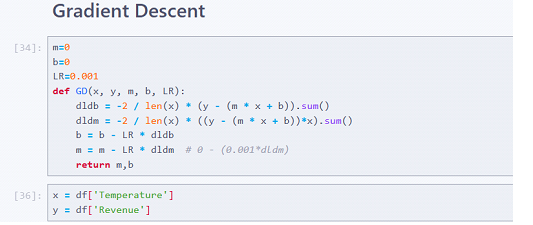 Gradient Descent
[34]:
m=0
b=0
LR=0.001
def GD(x, y, m, b, LR):
    dldb = -2 / len(x) * (y - (m * x + b)).sum()
    dldm = -2 / len(x) * ((y - (m * x + b))*x).sum()
    b = b - LR * dldb
    m = m - LR * dldm  # 0 - (0.001*dldm)
    return m,b
[36]:
x = df['Temperature']
y = df['Revenue']